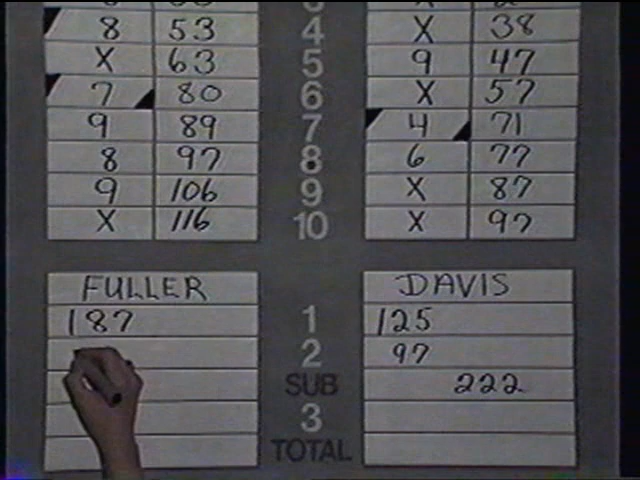 8 53 4 X 38
X 63 5 9 47
7 80 6 X 57
9 89 7 4 71
8 97 8 6 77
9 106 9 X 87
X 116 10 X 97
FULLER DAVIS
187 1 125
2 97
SUB 222
3
TOTAL